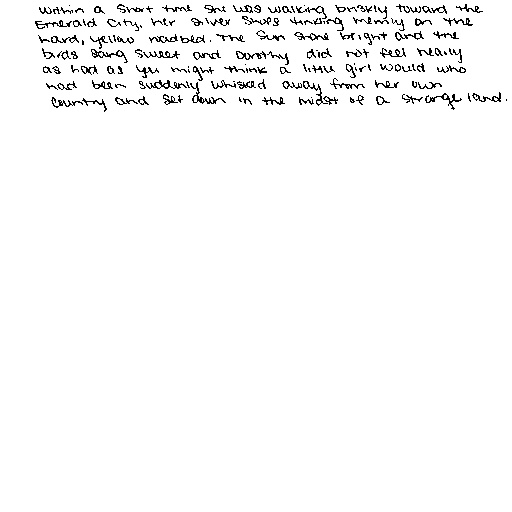 Within a short time she was walking briskly toward the
Emerald City, her Silver Shoes tinkling merrily on the
hard, yellow roadbed. The sun shone bright and the
birds sang sweet and Dorothy did not feel nearly
as bad as you might think a little girl would who
had been suddenly whisked away from her own
country and set down in the midst of a strange land.